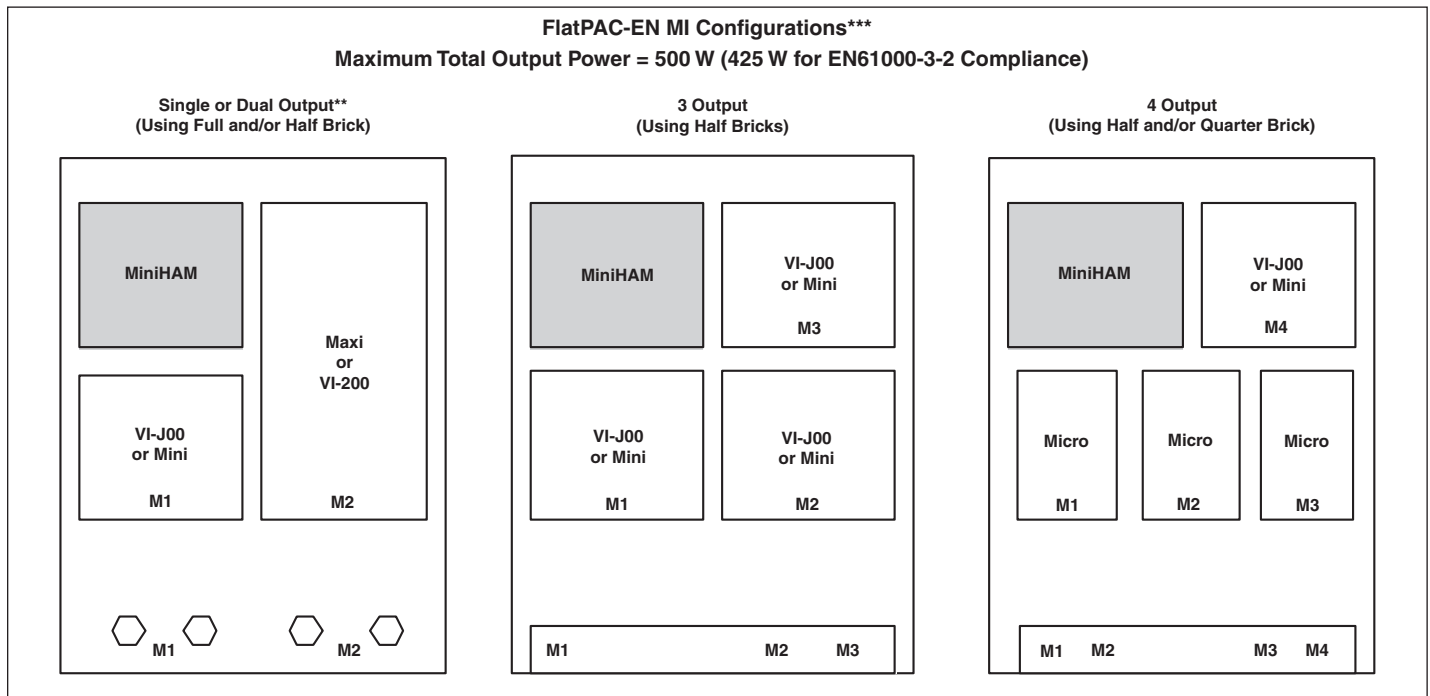 FlatPAC-EN MI Configurations***
Maximum Total Output Power = 500 W (425 W for EN61000-3-2 Compliance)
Single or Dual Output**
(Using Full and/or Half Brick)
MiniHAM
Maxi
or
VI-200
VI-J00
or Mini
M1
M2
M1
M2
3 Output
(Using Half Bricks)
MiniHAM
VI-J00
or Mini
M3
VI-J00
or Mini
M1
VI-J00
or Mini
M2
M1
M2
M3
4 Output
(Using Half and/or Quarter Brick)
MiniHAM
VI-J00
or Mini
M4
Micro
M1
Micro
M2
Micro
M3
M1
M2
M3
M4